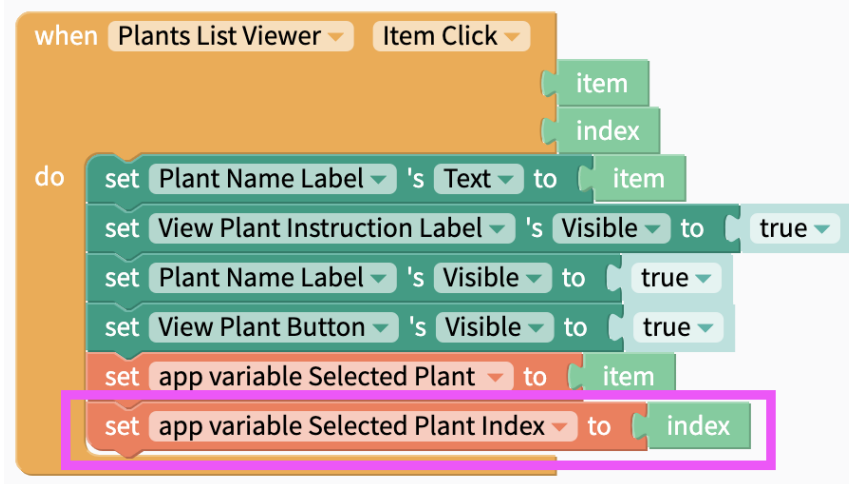 when Plants List Viewer Item Click
item
index
do set Plant Name Label 's Text to item
set View Plant Instruction Label 's Visible to true
set Plant Name Label 's Visible to true
set View Plant Button 's Visible to true
set app variable Selected Plant to item
set app variable Selected Plant Index to index